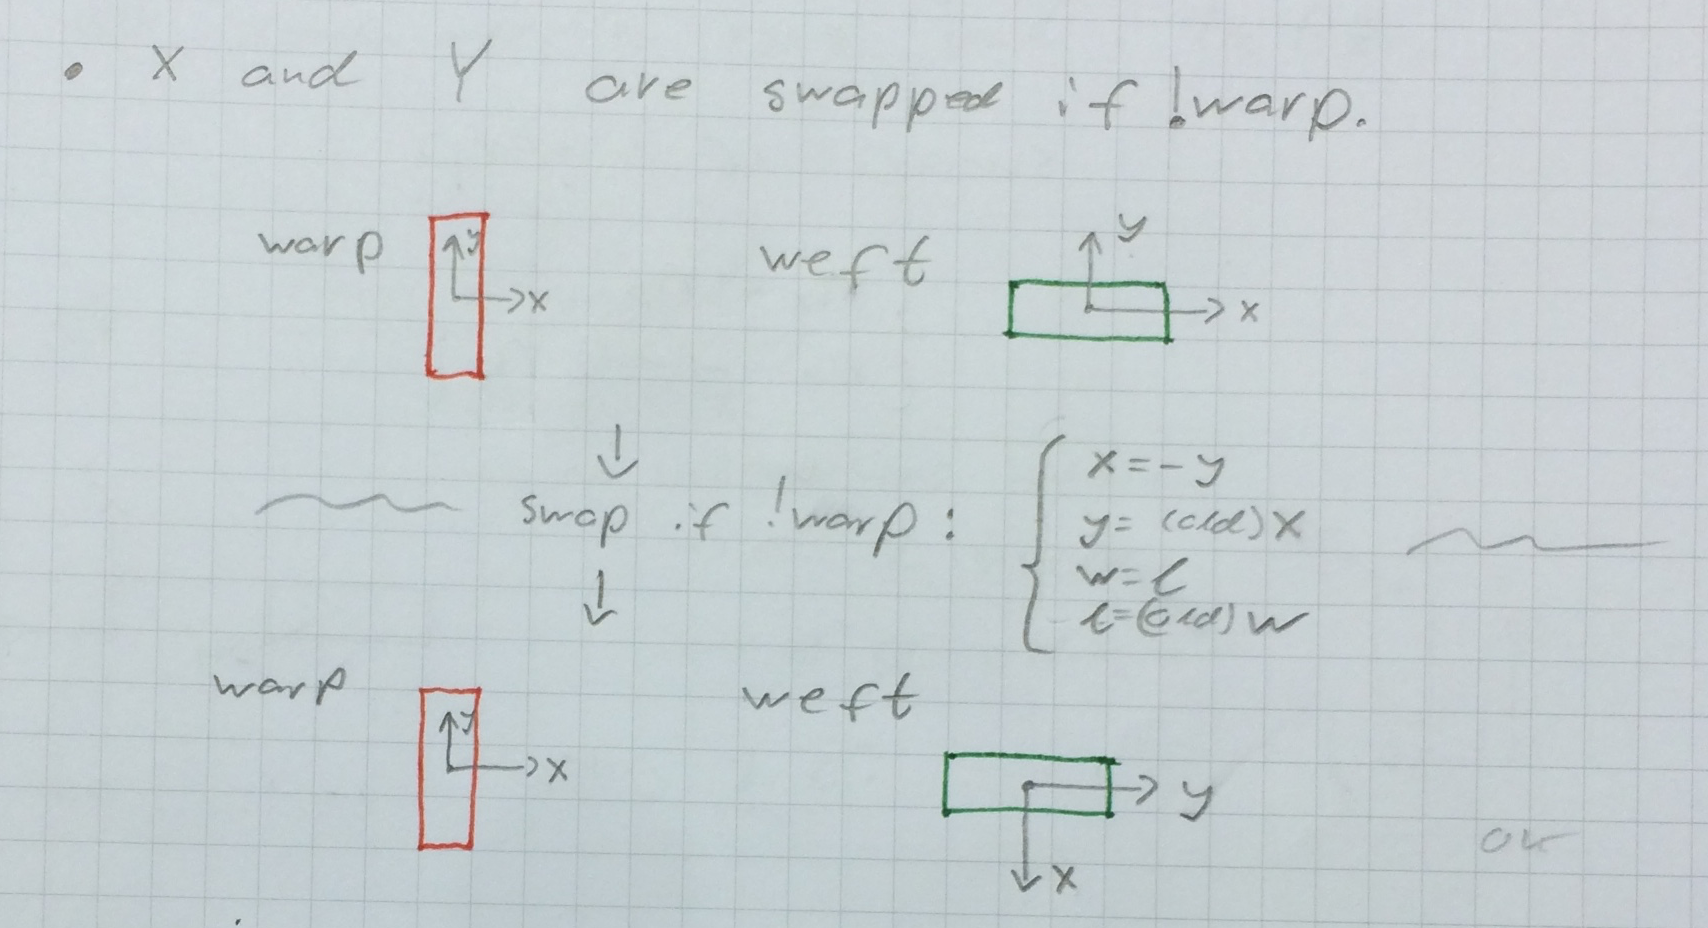 • X and Y are swapped if !warp.
warp y x weft y x
↓
swap if !warp: { x = -y
y = (old) x
w = l
l = (old) w
↓
warp y x weft y x
ok